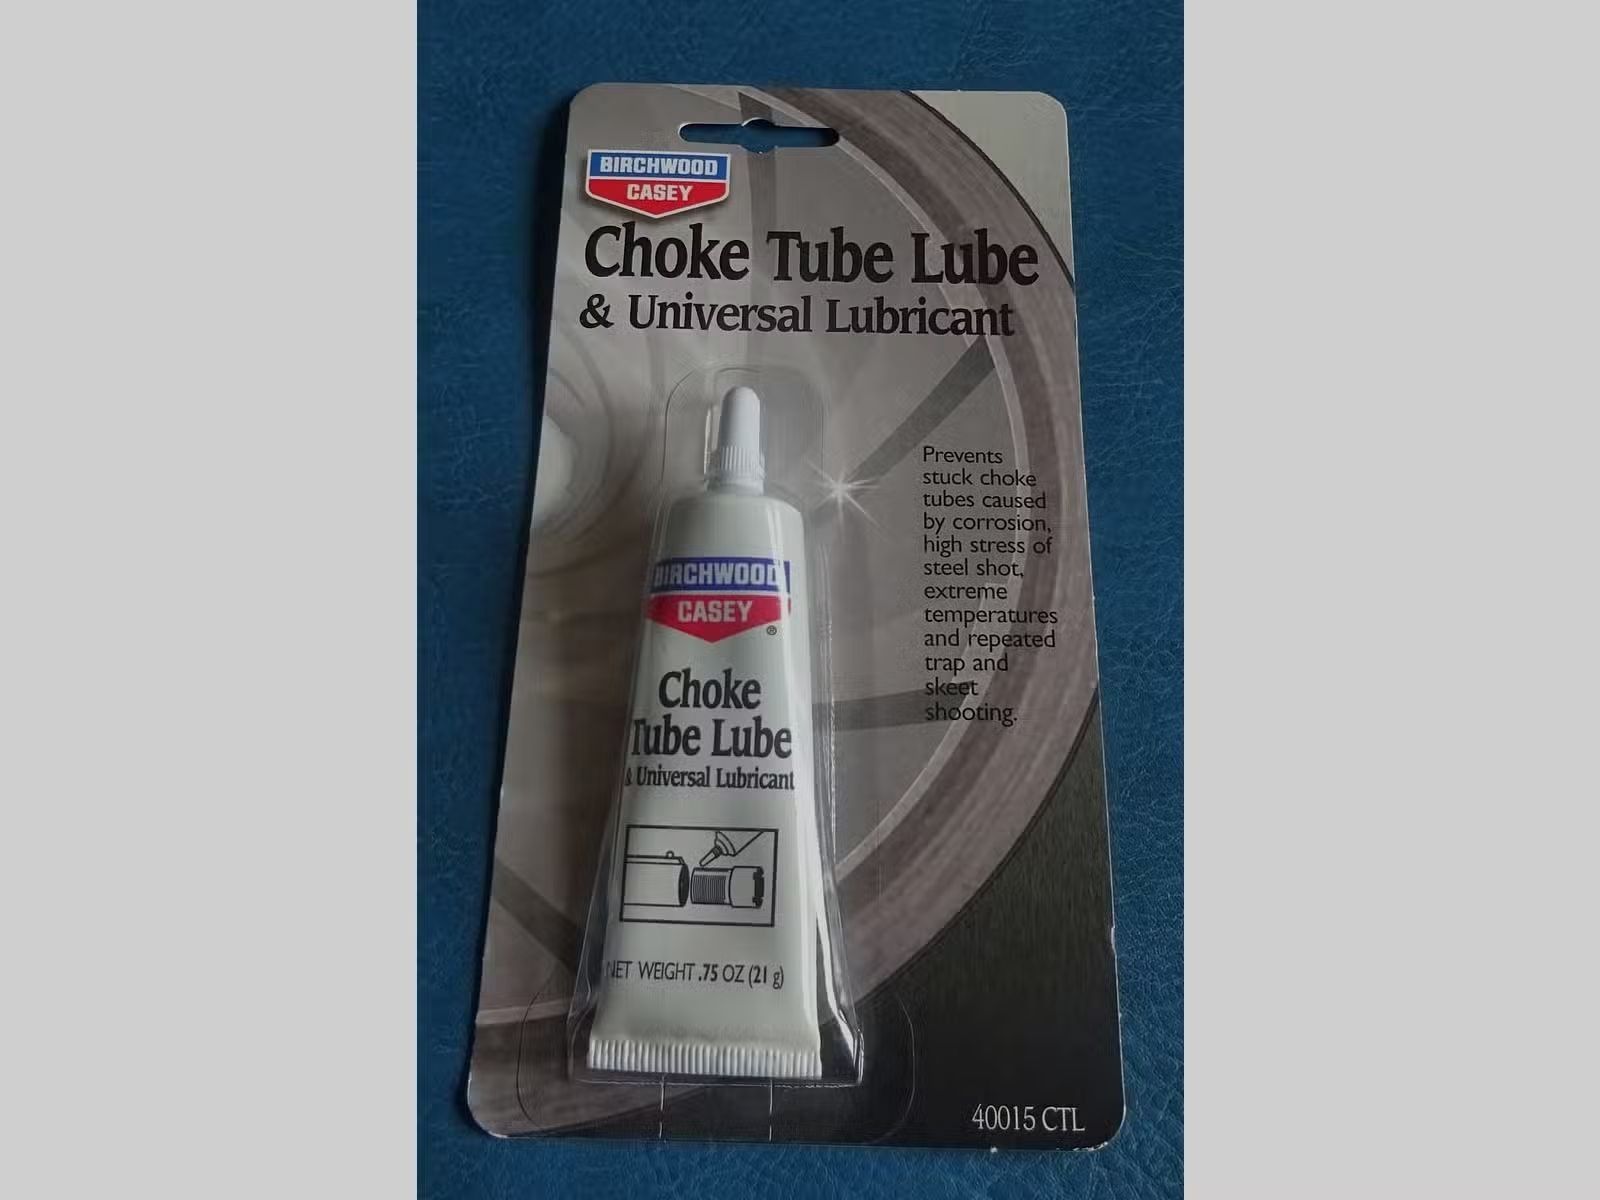 BIRCHWOOD
CASEY
Choke Tube Lube
& Universal Lubricant
Prevents
stuck choke
tubes caused
by corrosion,
high stress of
steel shot,
extreme
temperatures
and repeated
trap and
skeet
shooting.
BIRCHWOOD
CASEY
®
Choke
Tube Lube
& Universal Lubricant
NET WEIGHT .75 OZ (21 g)
40015 CTL